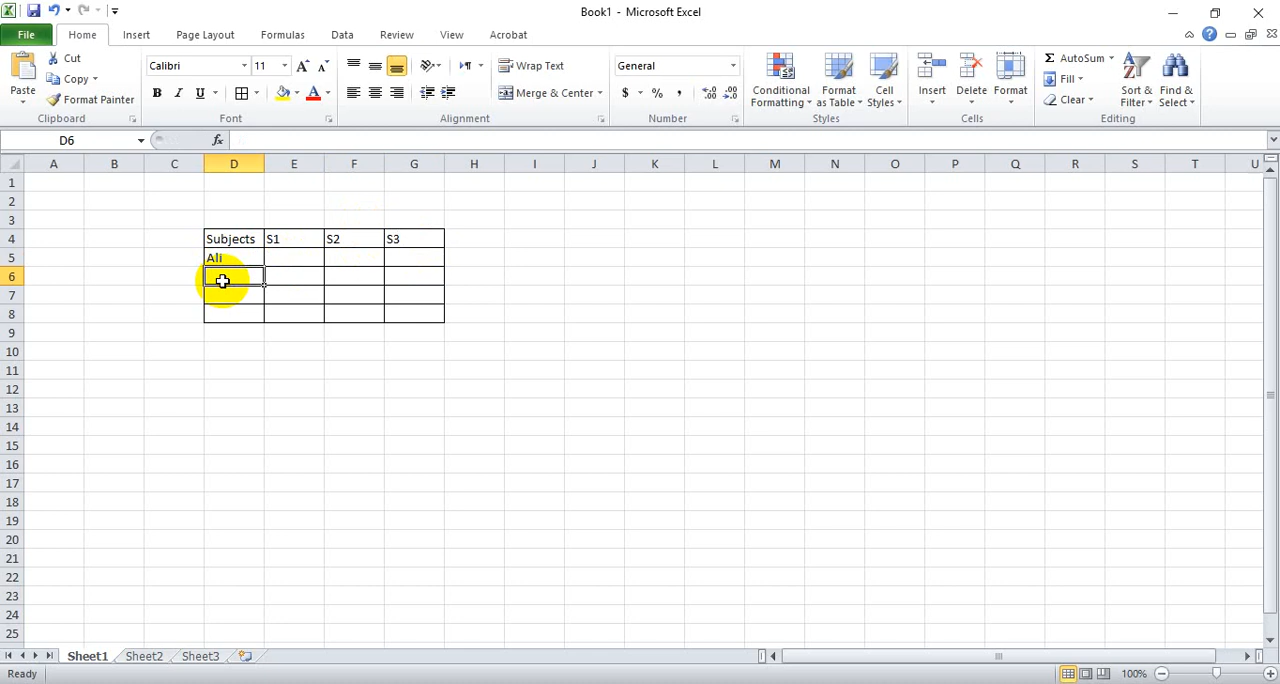 Book1 - Microsoft Excel
File Home Insert Page Layout Formulas Data Review View Acrobat
Cut
Copy
Format Painter
Paste
Clipboard
Calibri 11
B I U A
Font
Wrap Text
Merge & Center
Alignment
General
$ % ,
Number
Conditional Formatting
Format as Table
Cell Styles
Styles
Insert Delete Format
Cells
AutoSum
Fill
Clear
Sort & Filter
Find & Select
Editing
D6 fx
A B C D E F G H I J K L M N O P Q R S T U
1
2
3
4 Subjects S1 S2 S3
5 Ali
6
7
8
9
10
11
12
13
14
15
16
17
18
19
20
21
22
23
24
25
Sheet1 Sheet2 Sheet3
Ready 100%